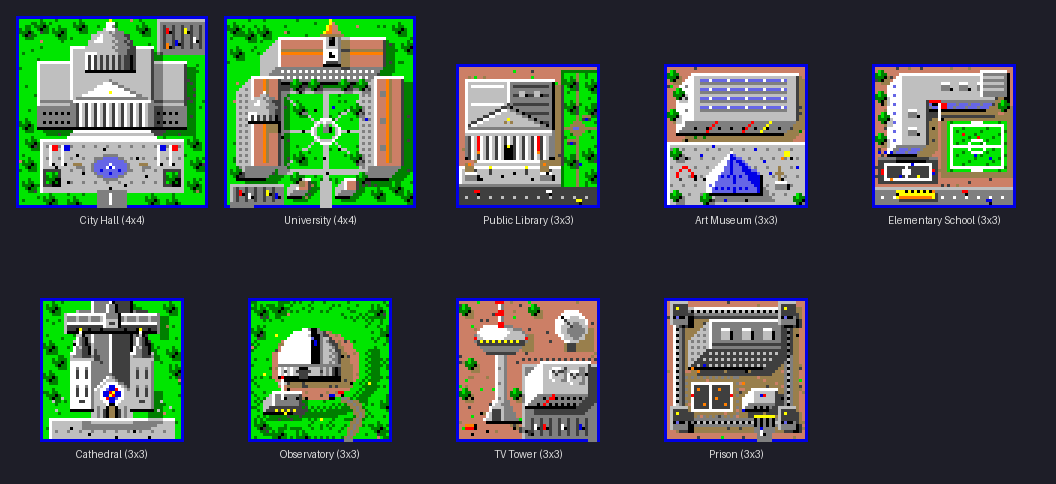 City Hall (4x4)
University (4x4)
Public Library (3x3)
Art Museum (3x3)
Elementary School (3x3)
Cathedral (3x3)
Observatory (3x3)
TV Tower (3x3)
Prison (3x3)